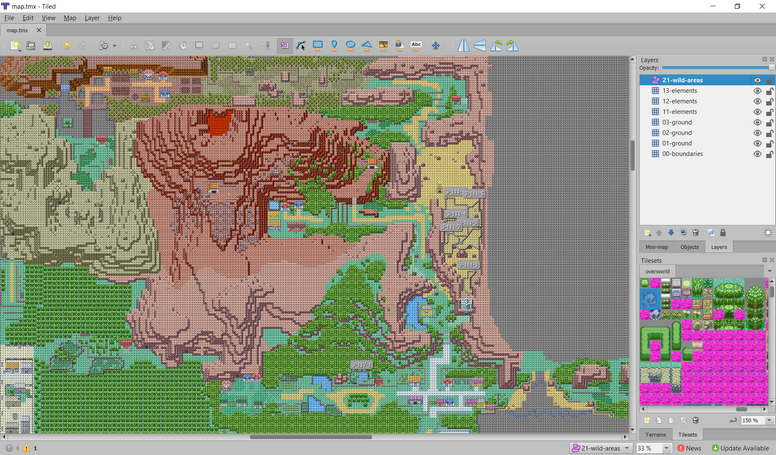 map.tmx - Tiled
File Edit View Map Layer Help
map.tmx
Abc
Layers
Opacity:
21-wild-areas
13-elements
12-elements
11-elements
03-ground
02-ground
01-ground
00-boundaries
Mini-map Objects Layers
Tilesets
overworld
150 %
Terrains Tilesets
0 1 21-wild-areas 33 % News Update Available